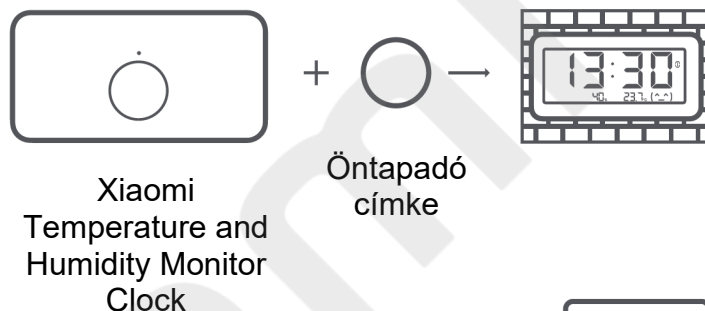 13:30
40% 23.7°c (^_^)
Öntapadó
címke
Xiaomi
Temperature and
Humidity Monitor
Clock